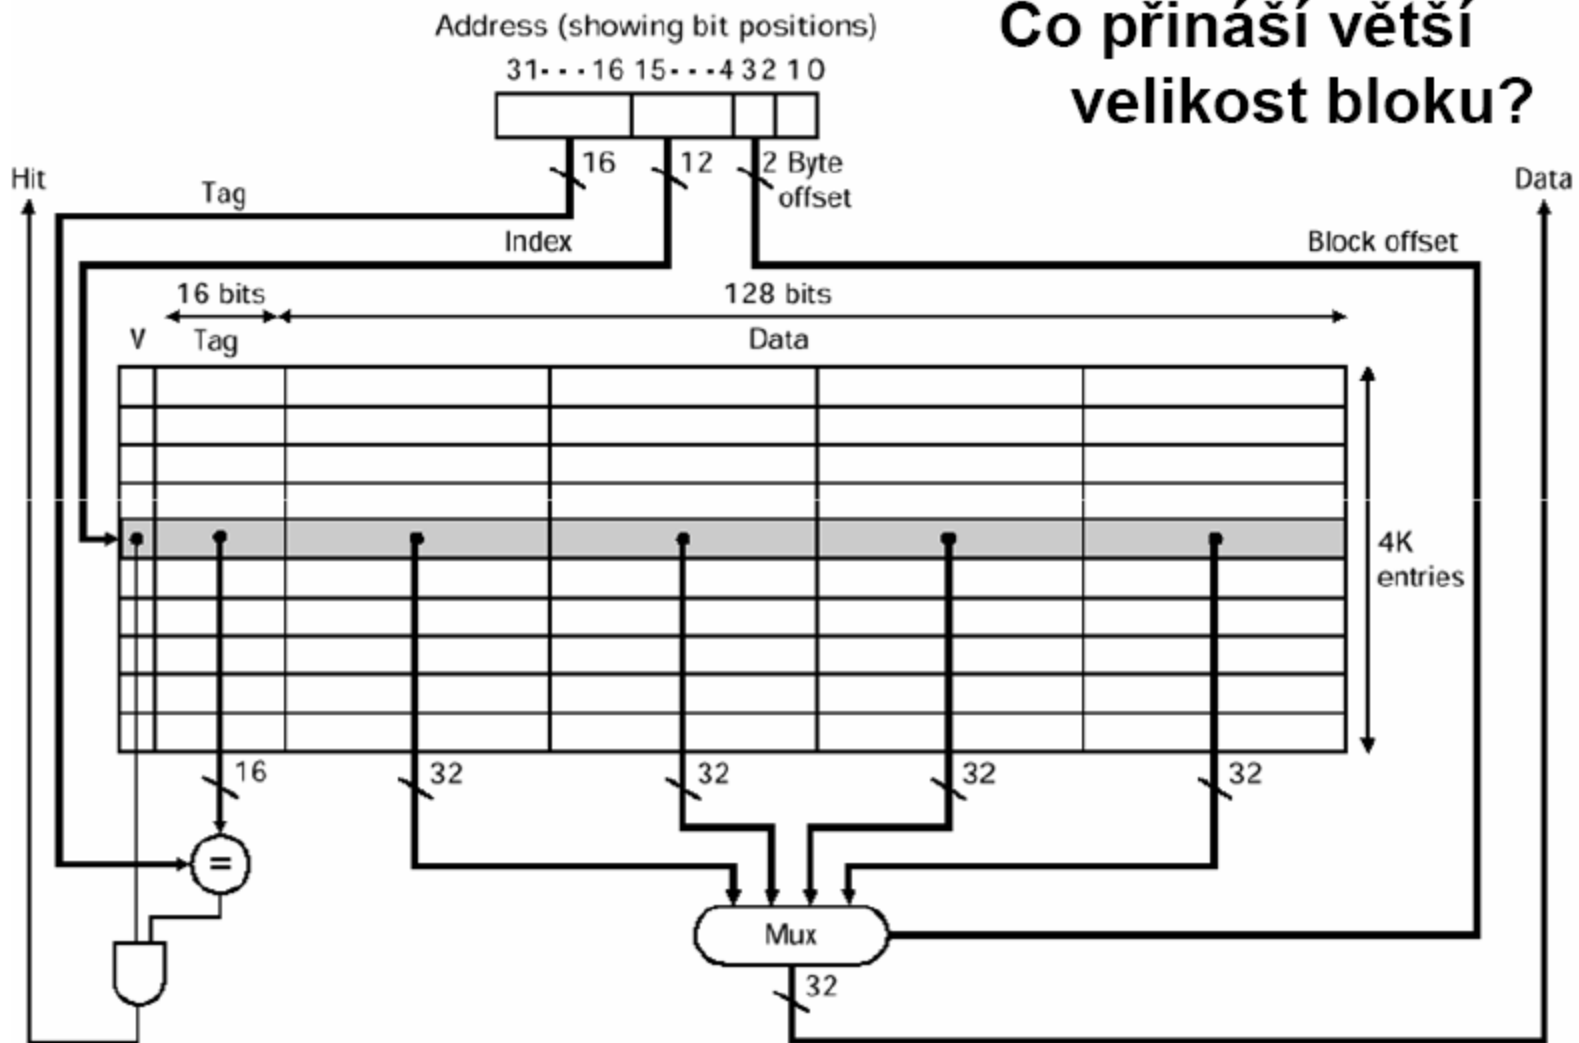 Co přináší větší
velikost bloku?
Address (showing bit positions)
31---16 15---4 3 2 1 0
16
12
2 Byte
offset
Hit
Tag
Data
Index
Block offset
16 bits
128 bits
V
Tag
Data
4K
entries
16
32
32
32
32
=
Mux
32